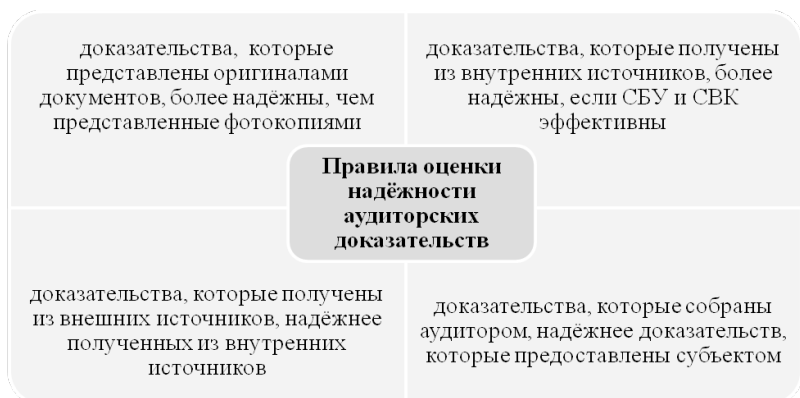 доказательства,  которые
представлены оригиналами
документов, более надёжны, чем
представленные фотокопиями
доказательства, которые получены
из внутренних источников, более
надёжны, если СБУ и СВК
эффективны
Правила оценки
надёжности
аудиторских
доказательств
доказательства, которые получены
из внешних источников, надёжнее
полученных из внутренних
источников
доказательства, которые собраны
аудитором, надёжнее доказательств,
которые предоставлены субъектом